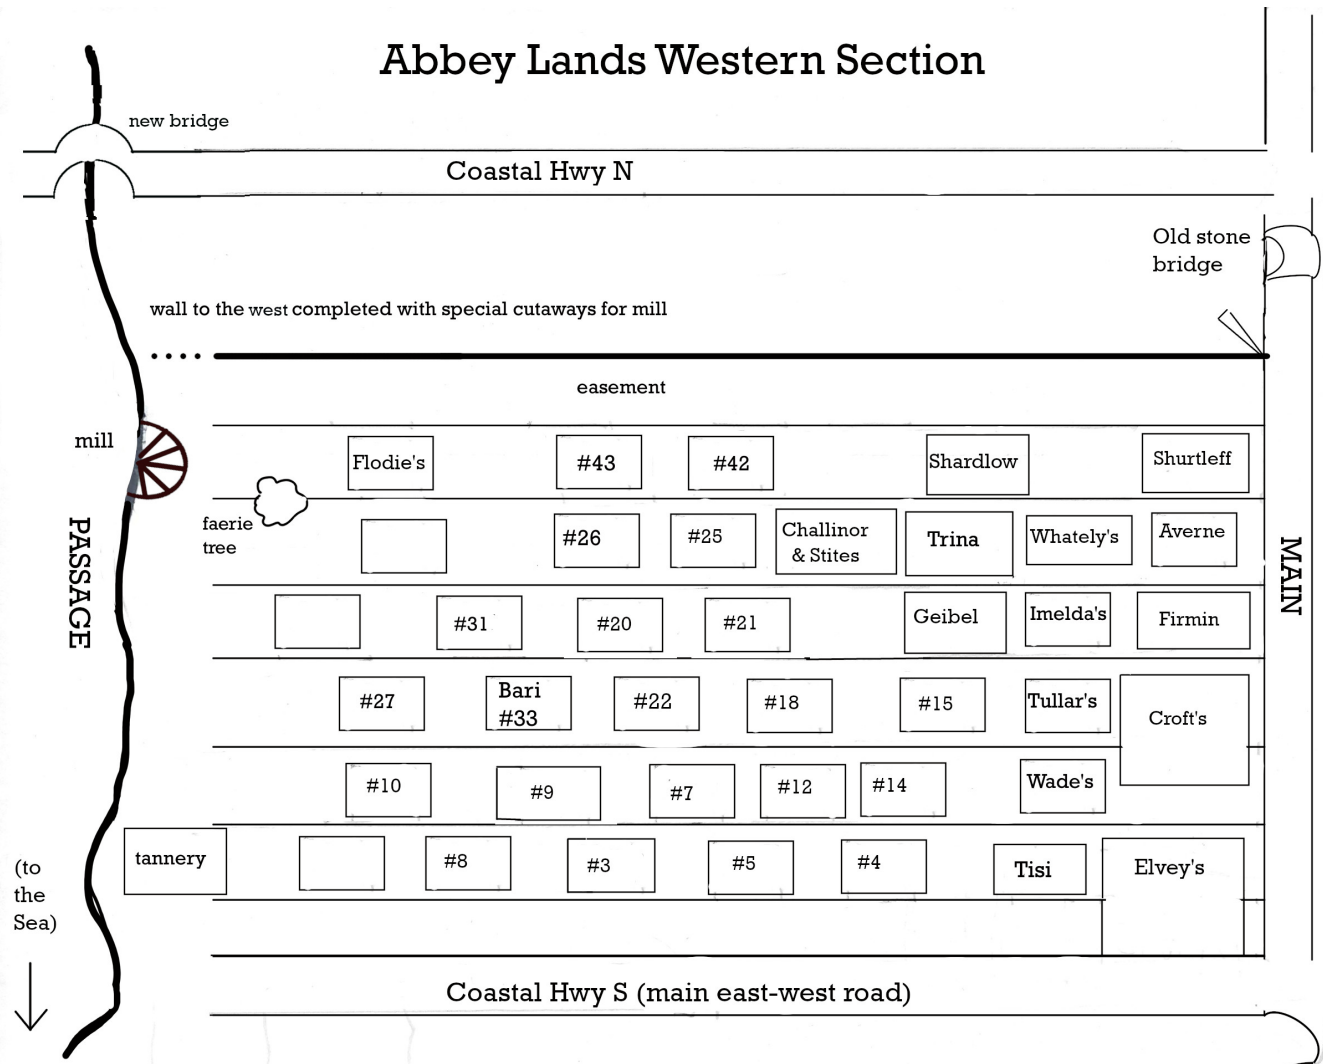 Abbey Lands Western Section
new bridge
Coastal Hwy N
Old stone
bridge
wall to the west completed with special cutaways for mill
easement
mill
Flodie's
#43
#42
Shardlow
Shurtleff
faerie
tree
#26
#25
Challinor
& Stites
Trina
Whately's
Averne
PASSAGE
MAIN
#31
#20
#21
Geibel
Imelda's
Firmin
#27
Bari
#33
#22
#18
#15
Tullar's
Croft's
#10
#9
#7
#12
#14
Wade's
tannery
#8
#3
#5
#4
Tisi
Elvey's
(to
the
Sea)
Coastal Hwy S (main east-west road)